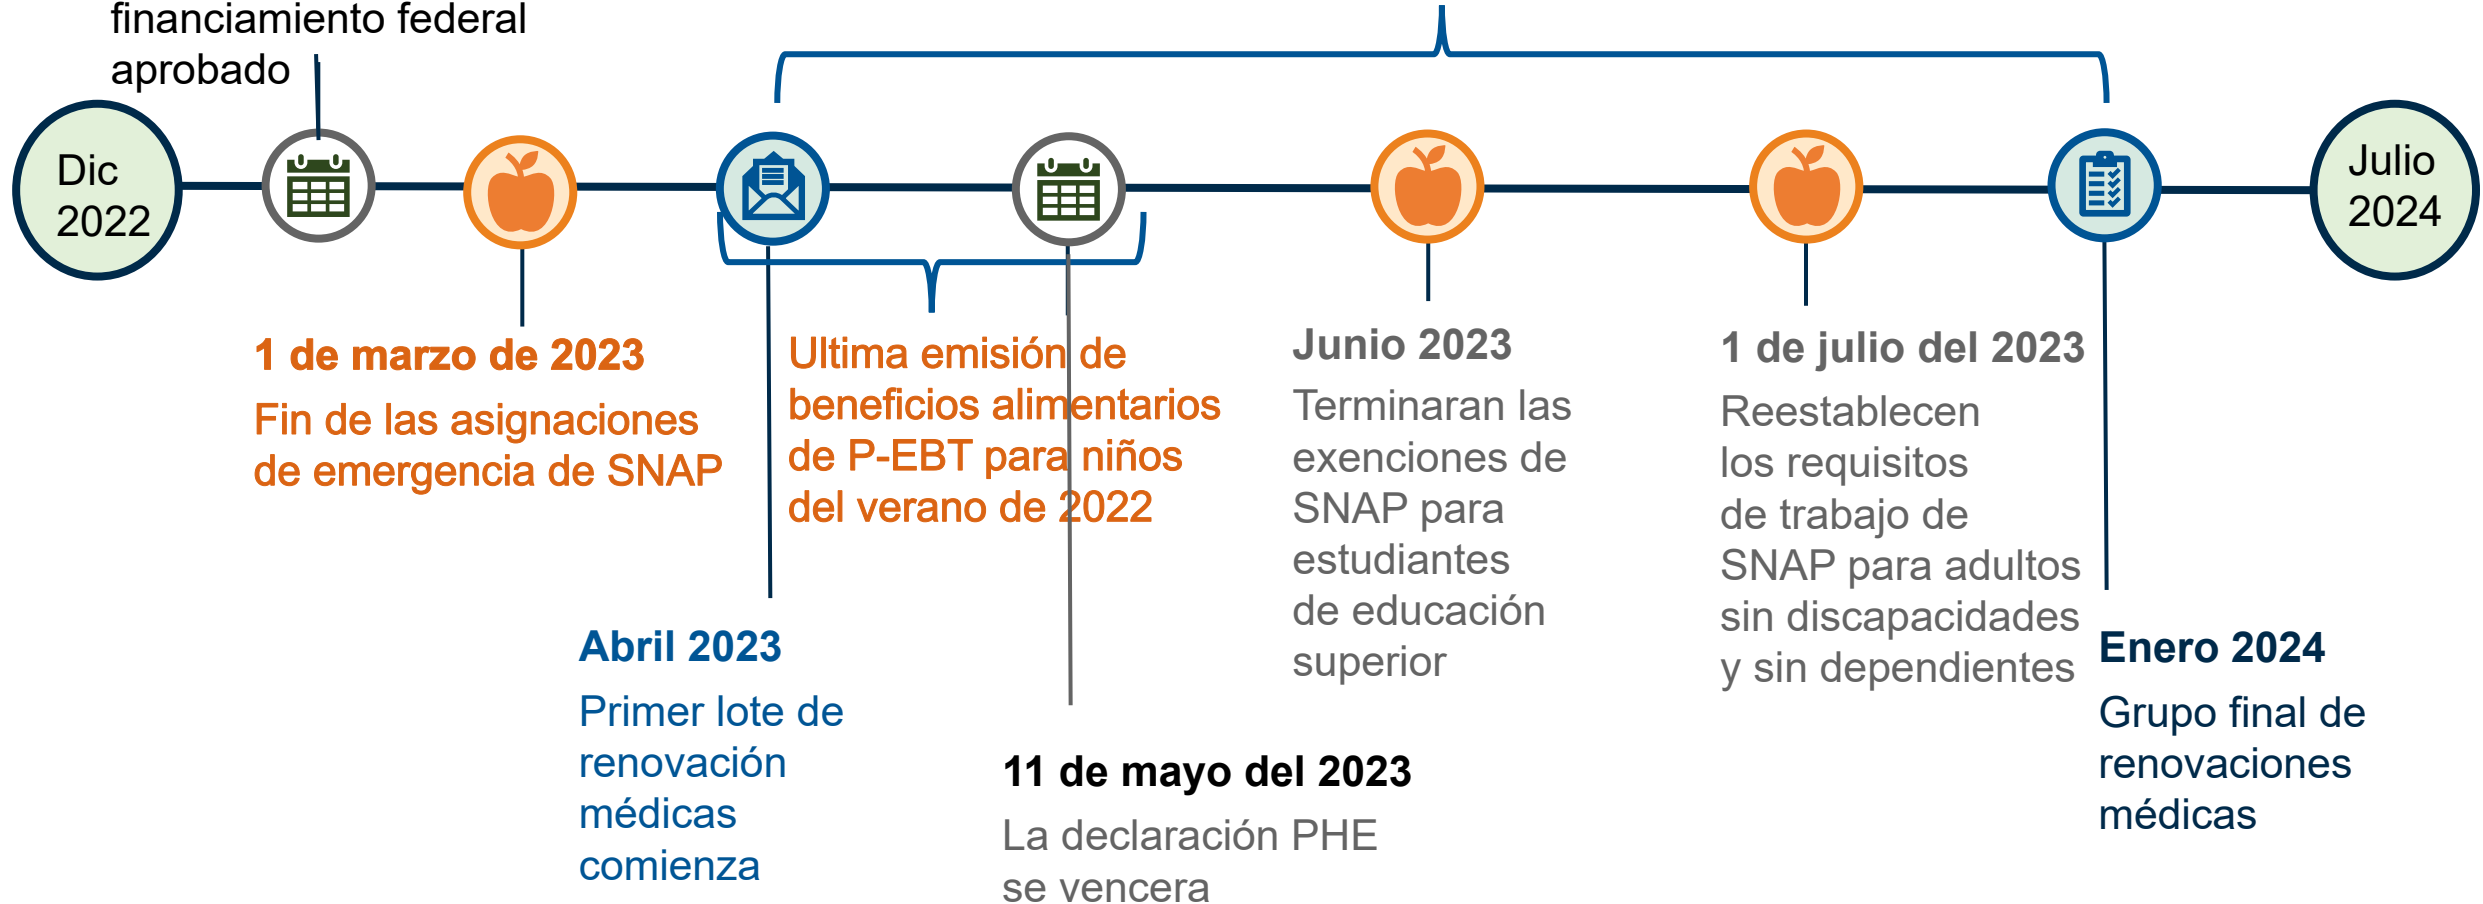 financiamiento federal
aprobado
Dic
2022
Julio
2024
1 de marzo de 2023
Fin de las asignaciones
de emergencia de SNAP
Ultima emisión de
beneficios alimentarios
de P-EBT para niños
del verano de 2022
Junio 2023
Terminaran las
exenciones de
SNAP para
estudiantes
de educación
superior
1 de julio del 2023
Reestablecen
los requisitos
de trabajo de
SNAP para adultos
sin discapacidades
y sin dependientes
Abril 2023
Primer lote de
renovación
médicas
comienza
11 de mayo del 2023
La declaración PHE
se vencera
Enero 2024
Grupo final de
renovaciones
médicas